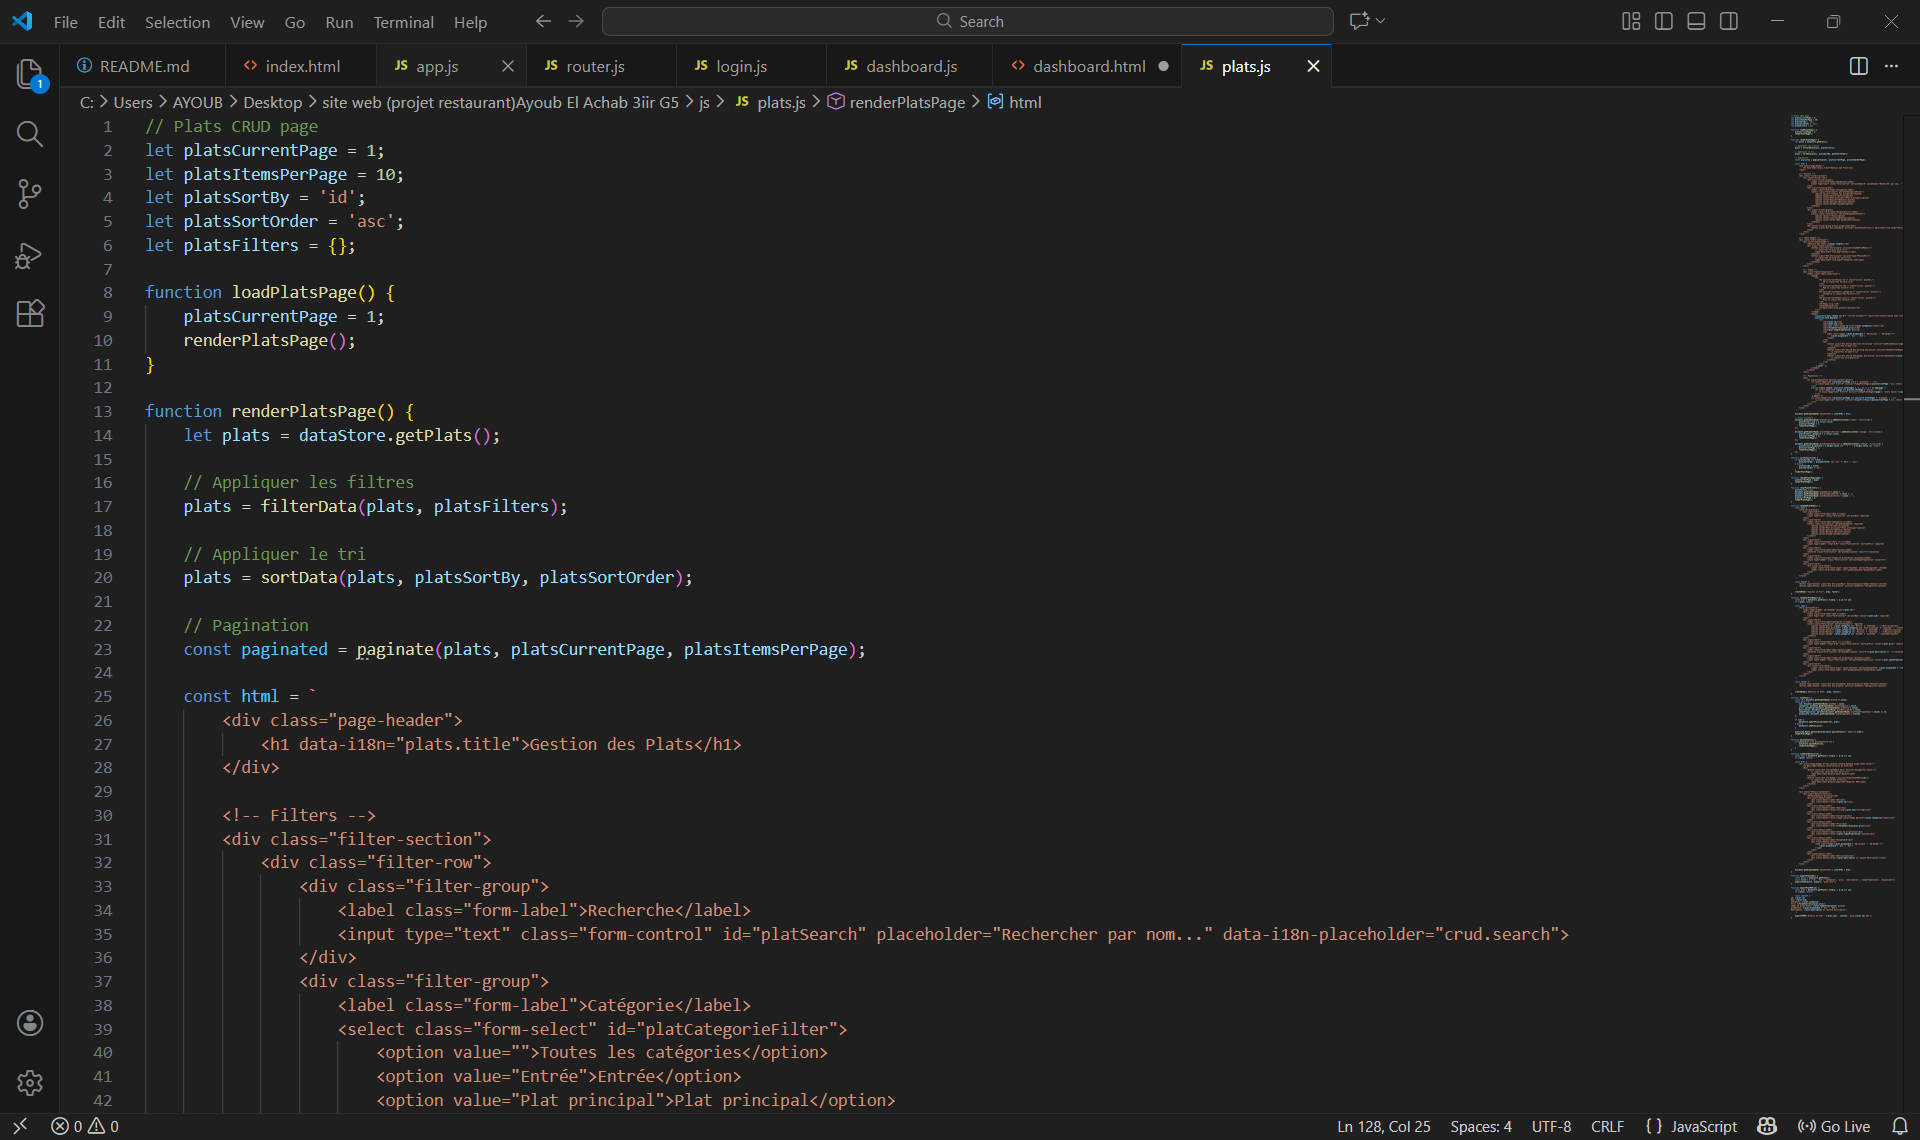 File Edit Selection View Go Run Terminal Help Search
README.md index.html JS app.js JS router.js JS login.js JS dashboard.js dashboard.html JS plats.js
C: > Users > AYOUB > Desktop > site web (projet restaurant)Ayoub El Achab 3iir G5 > js > JS plats.js > renderPlatsPage > html
1 // Plats CRUD page
2 let platsCurrentPage = 1;
3 let platsItemsPerPage = 10;
4 let platsSortBy = 'id';
5 let platsSortOrder = 'asc';
6 let platsFilters = {};
7
8 function loadPlatsPage() {
9 platsCurrentPage = 1;
10 renderPlatsPage();
11 }
12
13 function renderPlatsPage() {
14 let plats = dataStore.getPlats();
15
16 // Appliquer les filtres
17 plats = filterData(plats, platsFilters);
18
19 // Appliquer le tri
20 plats = sortData(plats, platsSortBy, platsSortOrder);
21
22 // Pagination
23 const paginated = paginate(plats, platsCurrentPage, platsItemsPerPage);
24
25 const html = `
26 <div class="page-header">
27 <h1 data-i18n="plats.title">Gestion des Plats</h1>
28 </div>
29
30 <!-- Filters -->
31 <div class="filter-section">
32 <div class="filter-row">
33 <div class="filter-group">
34 <label class="form-label">Recherche</label>
35 <input type="text" class="form-control" id="platSearch" placeholder="Rechercher par nom..." data-i18n-placeholder="crud.search">
36 </div>
37 <div class="filter-group">
38 <label class="form-label">Catégorie</label>
39 <select class="form-select" id="platCategorieFilter">
40 <option value="">Toutes les catégories</option>
41 <option value="Entrée">Entrée</option>
42 <option value="Plat principal">Plat principal</option>
1
0 0 Ln 128, Col 25 Spaces: 4 UTF-8 CRLF {} JavaScript Go Live